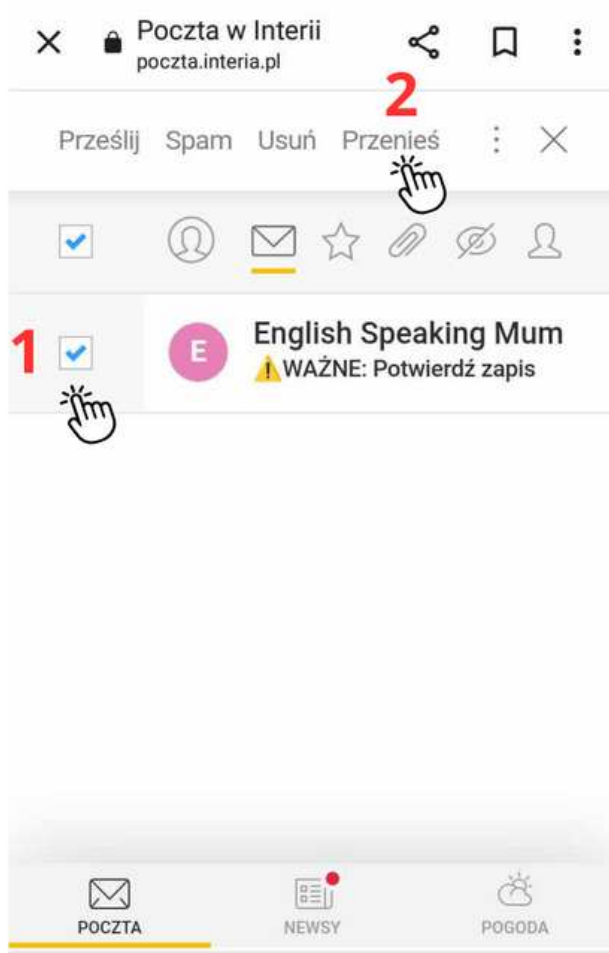 Poczta w Interii
poczta.interia.pl
2
Prześlij Spam Usuń Przenieś
1
E
English Speaking Mum
⚠️WAŻNE: Potwierdź zapis
POCZTA NEWSY POGODA